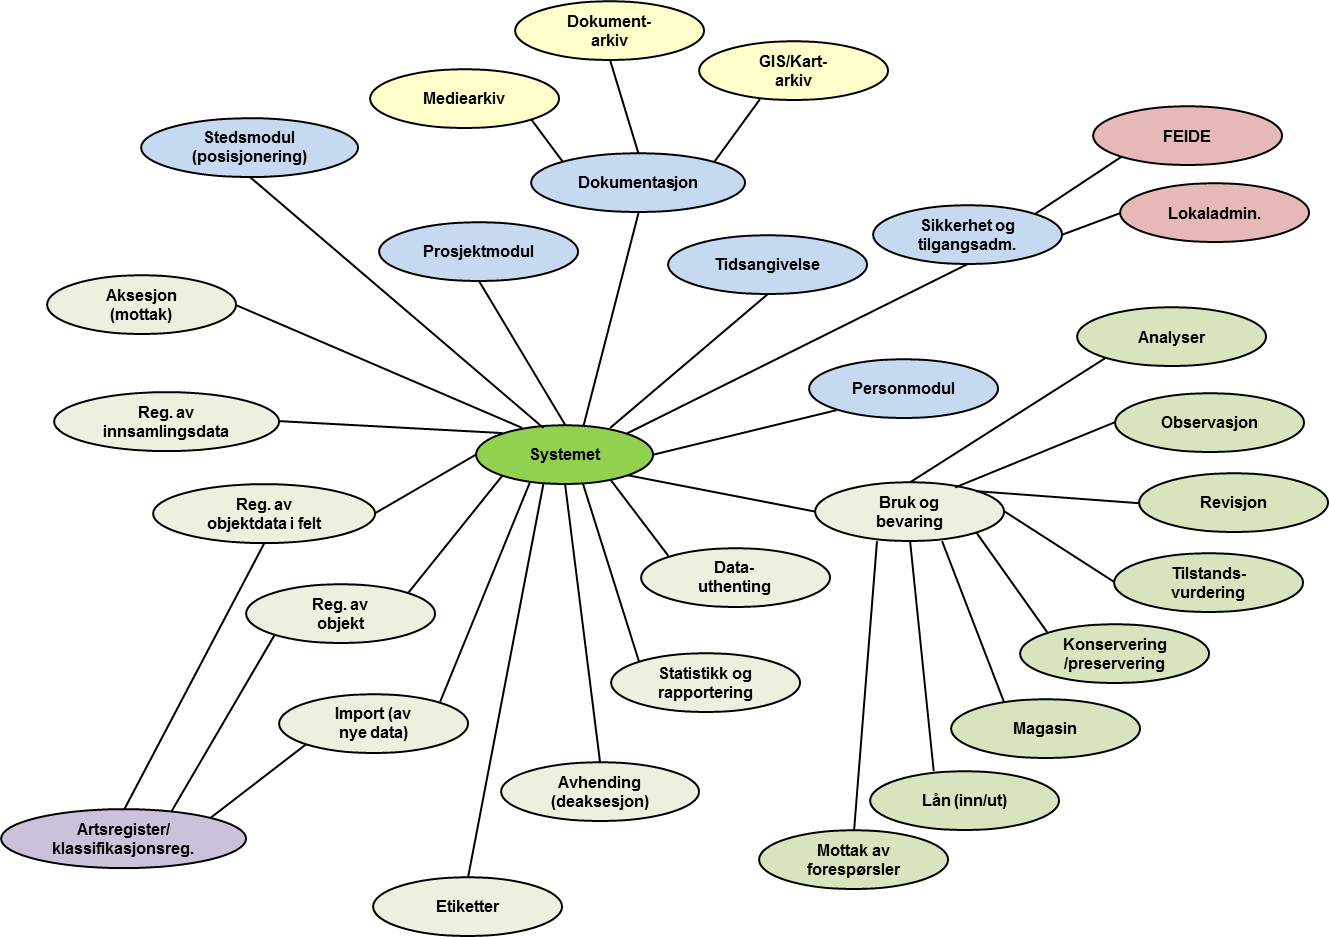 Dokument-
arkiv
GIS/Kart-
arkiv
Mediearkiv
Stedsmodul
(posisjonering)
FEIDE
Dokumentasjon
Lokaladmin.
Sikkerhet og
tilgangsadm.
Prosjektmodul
Tidsangivelse
Aksesjon
(mottak)
Analyser
Personmodul
Reg. av
innsamlingsdata
Observasjon
Systemet
Reg. av
objektdata i felt
Bruk og
bevaring
Revisjon
Data-
uthenting
Tilstands-
vurdering
Reg. av
objekt
Konservering
/preservering
Statistikk og
rapportering
Import (av
nye data)
Magasin
Avhending
(deaksesjon)
Lån (inn/ut)
Artsregister/
klassifikasjonsreg.
Mottak av
forespørsler
Etiketter